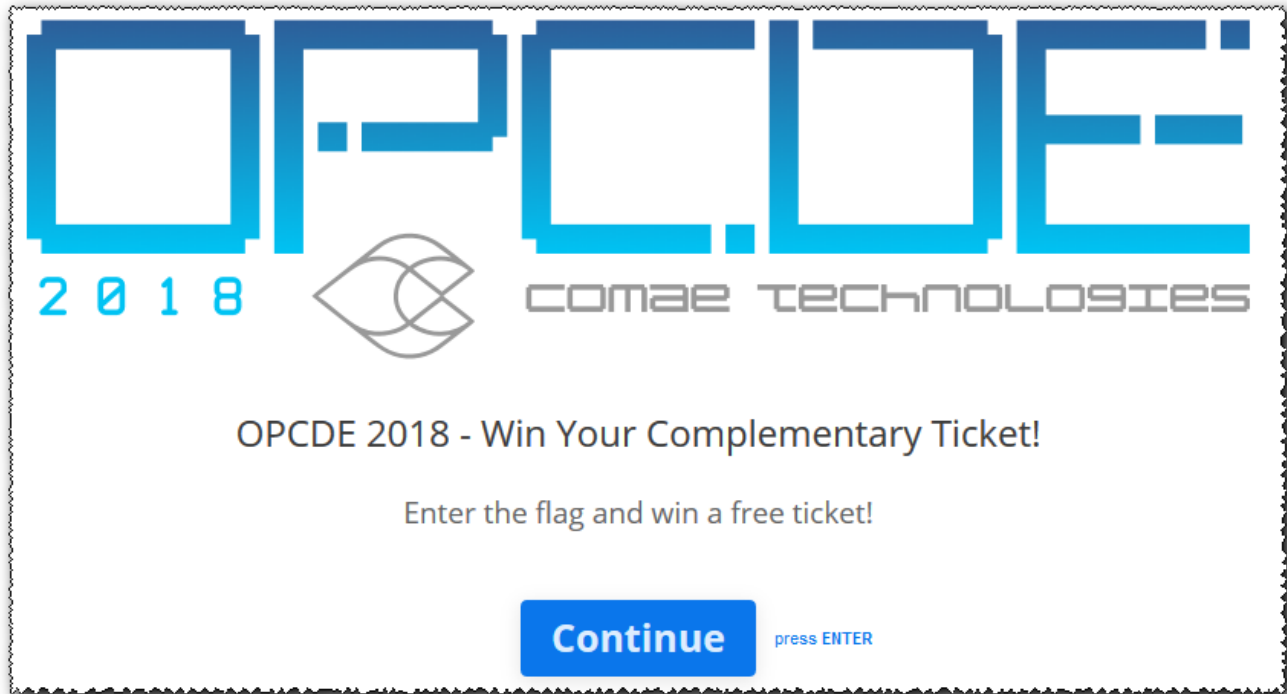 OPCDE
2018 comae technologies
OPCDE 2018 - Win Your Complementary Ticket!
Enter the flag and win a free ticket!
Continue press ENTER